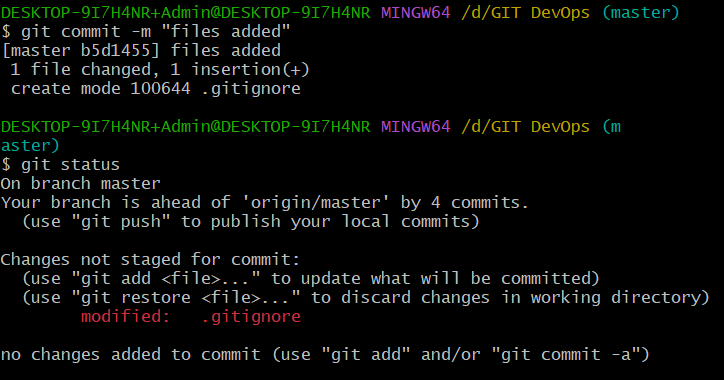 DESKTOP-9I7H4NR+Admin@DESKTOP-9I7H4NR MINGW64 /d/GIT DevOps (master)
$ git commit -m "files added"
[master b5d1455] files added
 1 file changed, 1 insertion(+)
 create mode 100644 .gitignore

DESKTOP-9I7H4NR+Admin@DESKTOP-9I7H4NR MINGW64 /d/GIT DevOps (m
aster)
$ git status
On branch master
Your branch is ahead of 'origin/master' by 4 commits.
  (use "git push" to publish your local commits)

Changes not staged for commit:
  (use "git add <file>..." to update what will be committed)
  (use "git restore <file>..." to discard changes in working directory)
        modified:   .gitignore

no changes added to commit (use "git add" and/or "git commit -a")